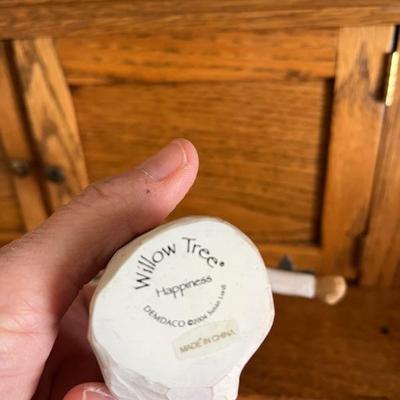 Willow Tree®
Happiness
DEMDACO ©2004 Susan Lordi
MADE IN CHINA